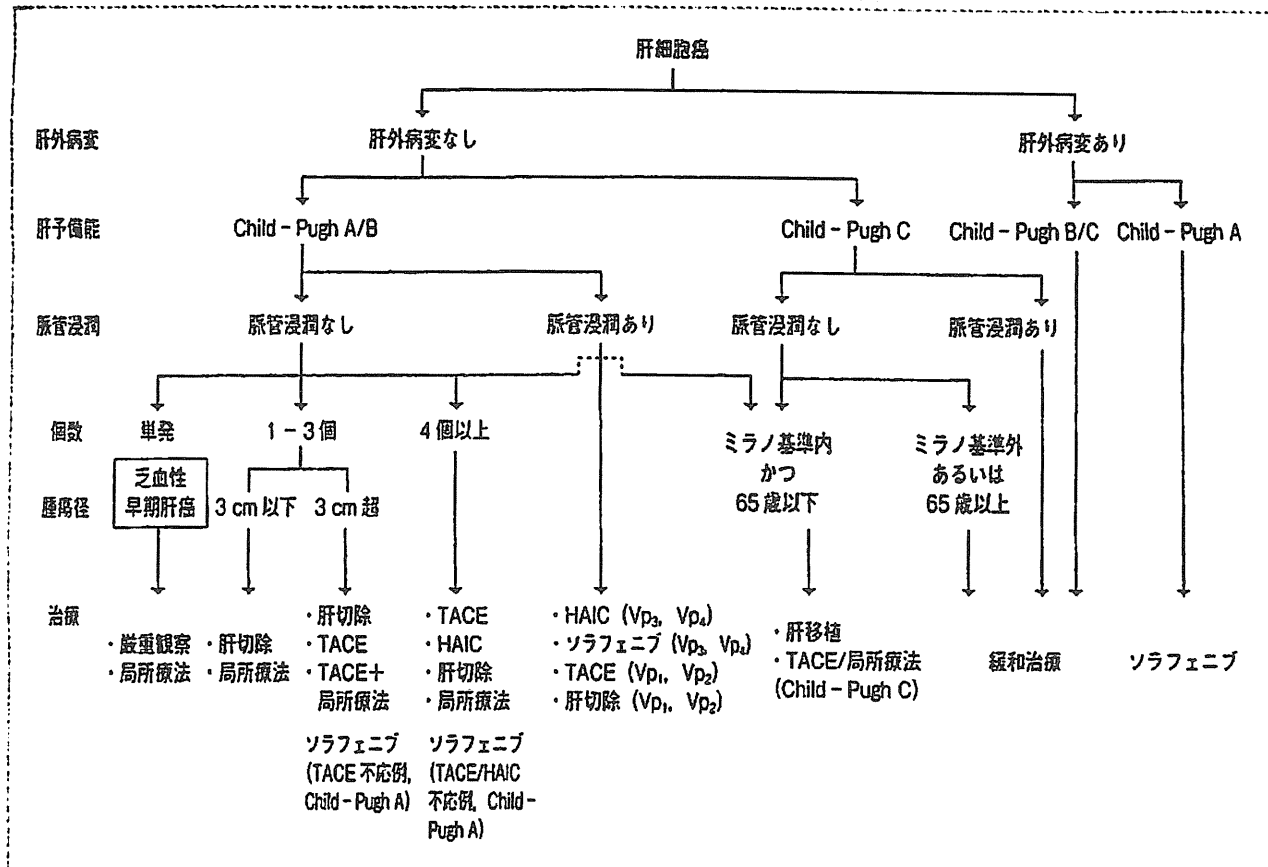 肝細胞癌
肝外病変 肝外病変なし 肝外病変あり
肝予備能 Child-Pugh A/B Child-Pugh C Child-Pugh B/C Child-Pugh A
脈管浸潤 脈管浸潤なし 脈管浸潤あり 脈管浸潤なし 脈管浸潤あり
個数 単発 1-3個 4個以上
ミラノ基準内
かつ
65歳以下
ミラノ基準外
あるいは
65歳以上
腫瘍径
乏血性
早期肝癌
3cm以下 3cm超
治療
・厳重観察
・局所療法
・肝切除
・局所療法
・肝切除
・TACE
・TACE+
局所療法
ソラフェニブ
(TACE不応例,
Child-Pugh A)
・TACE
・HAIC
・肝切除
・局所療法
ソラフェニブ
(TACE/HAIC
不応例, Child-
Pugh A)
・HAIC (Vp₃, Vp₄)
・ソラフェニブ (Vp₃, Vp₄)
・TACE (Vp₁, Vp₂)
・肝切除 (Vp₁, Vp₂)
・肝移植
・TACE/局所療法
(Child-Pugh C)
緩和治療
ソラフェニブ